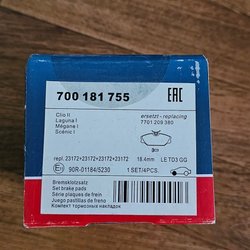 700 181 755
EAC
Clio II
Laguna I
Mégane I
Scénic I
ersetzt - replacing
7701 209 380
repl. 23172+23172+23172+23172
18.4mm
LE TD3 GG
90R-01184/5230
1 SET/4PCS.
Bremsklotzsatz
Set brake pads
Série plaques de frein
Juego pastillas de freno
Комплект тормозных накладок